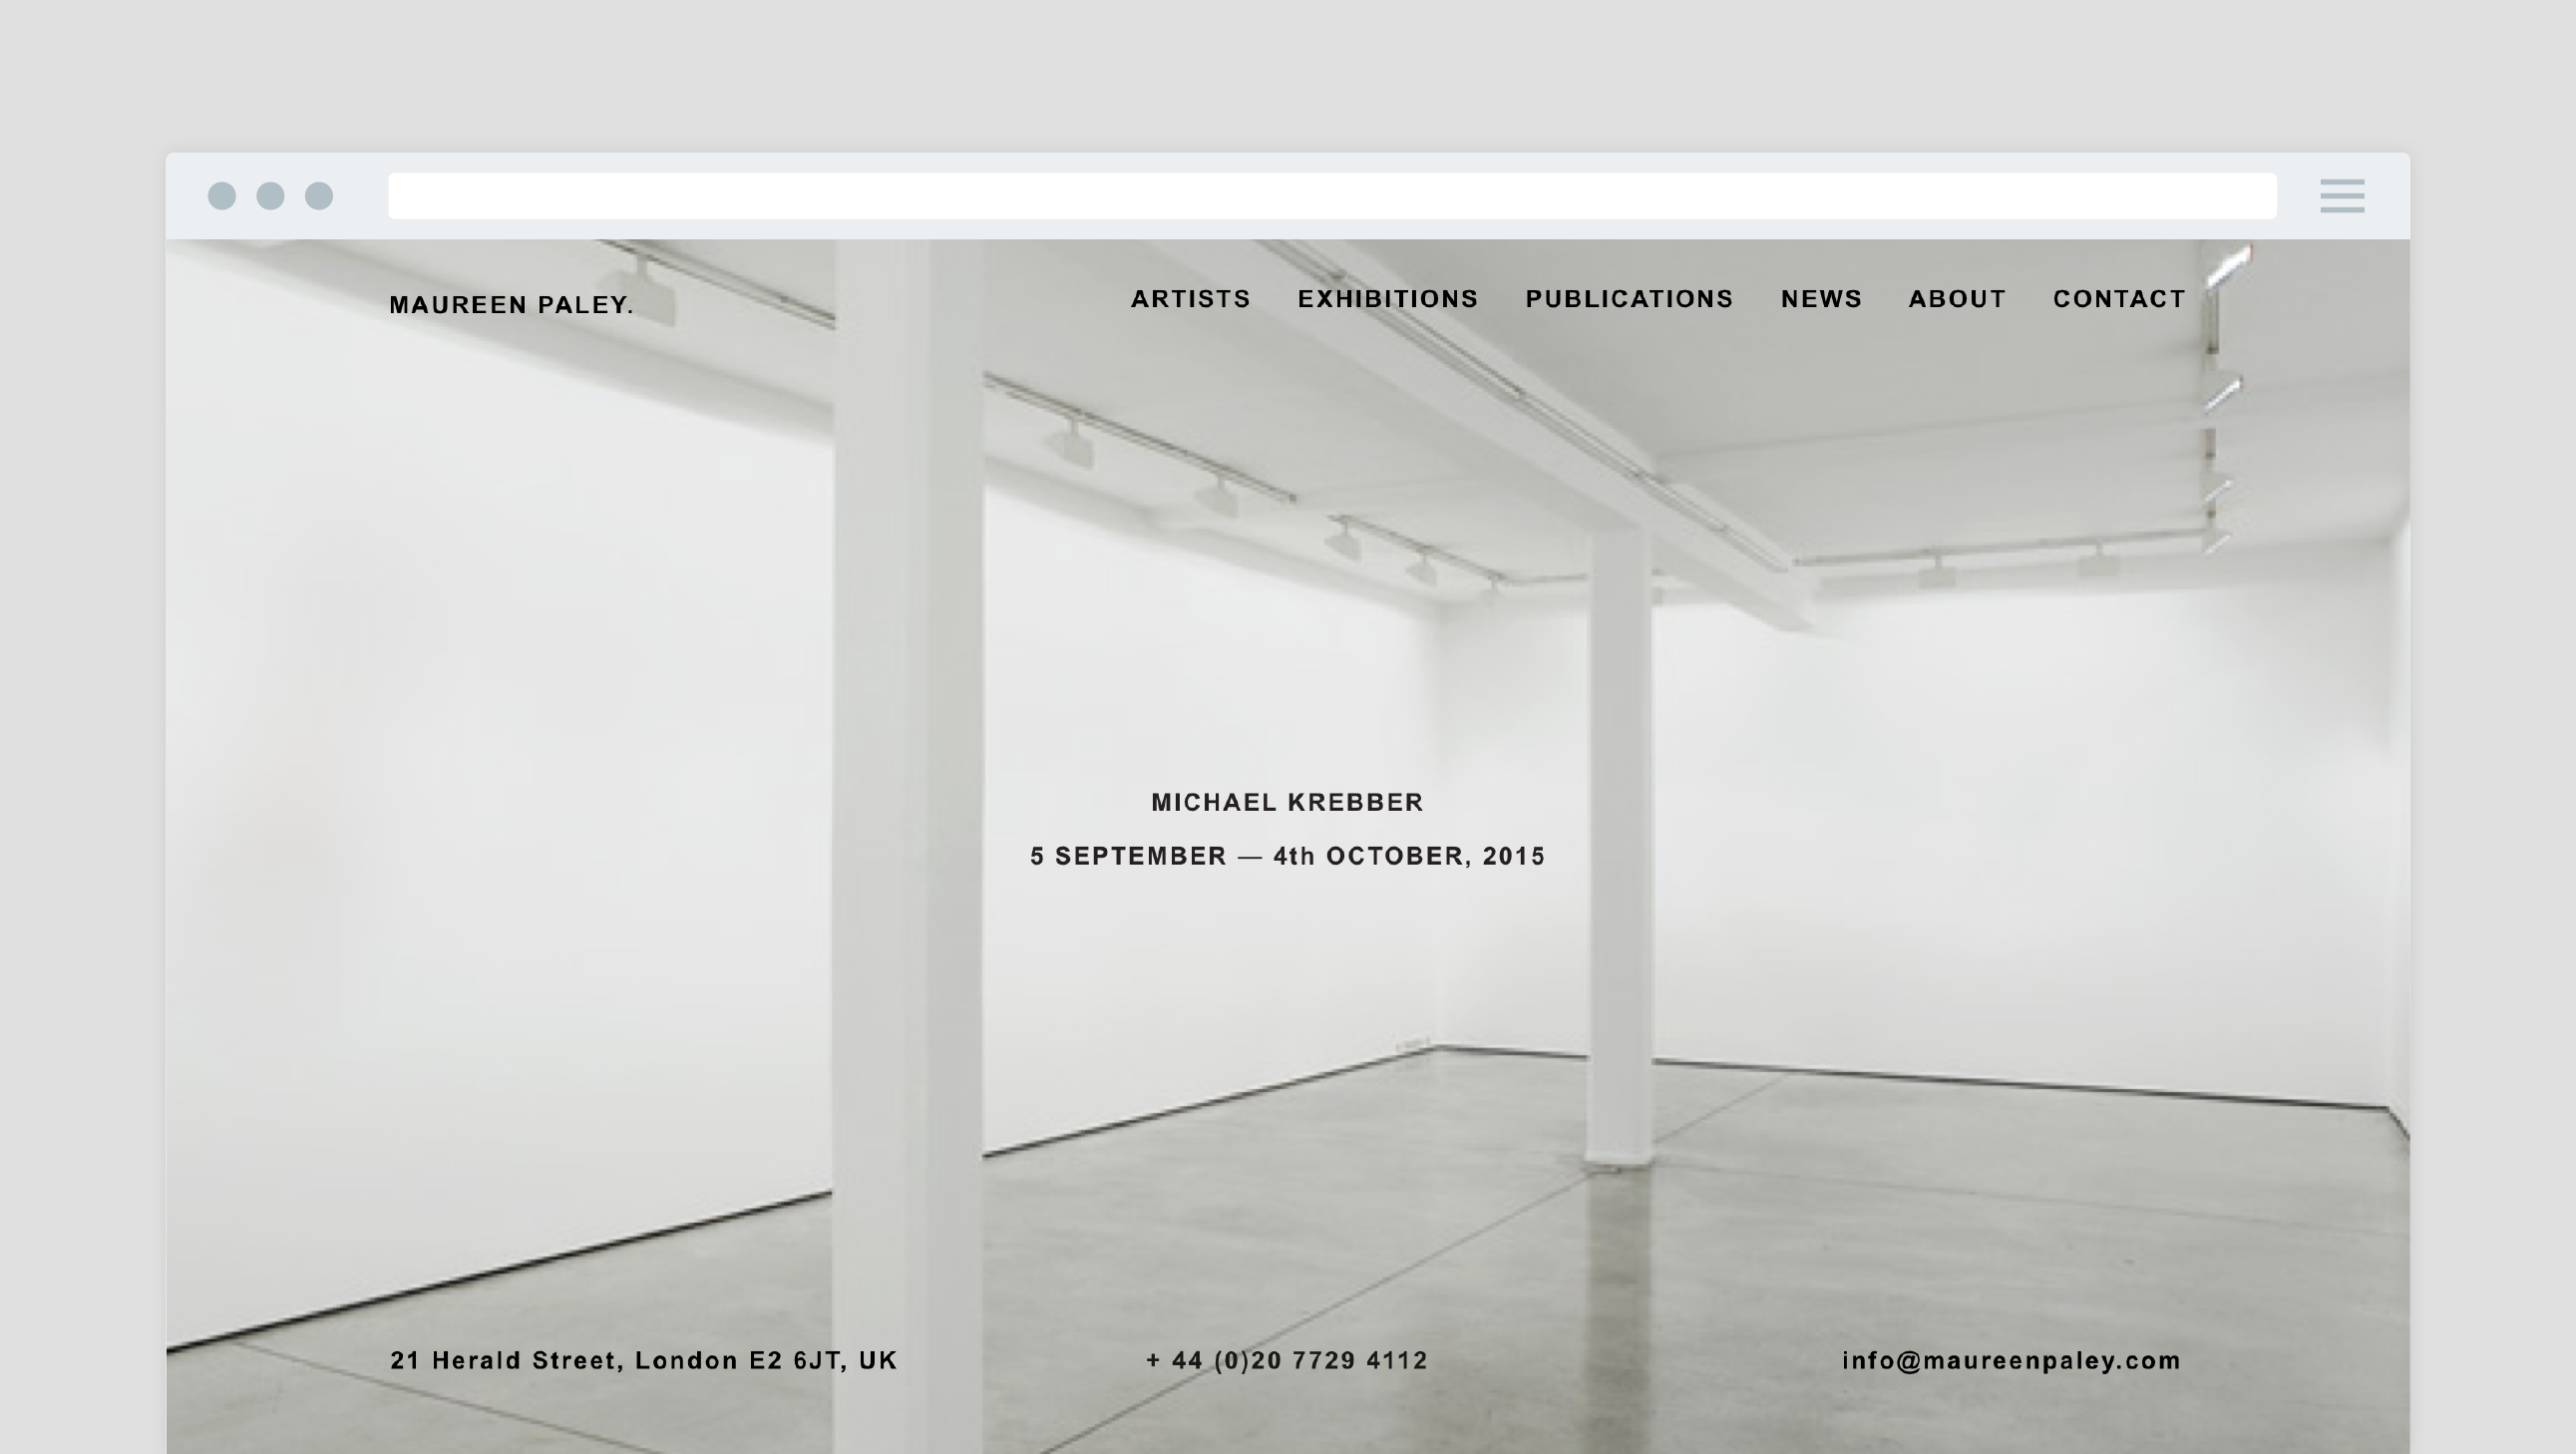 MAUREEN PALEY.
ARTISTS EXHIBITIONS PUBLICATIONS NEWS ABOUT CONTACT
MICHAEL KREBBER
5 SEPTEMBER — 4th OCTOBER, 2015
21 Herald Street, London E2 6JT, UK
+ 44 (0)20 7729 4112
info@maureenpaley.com